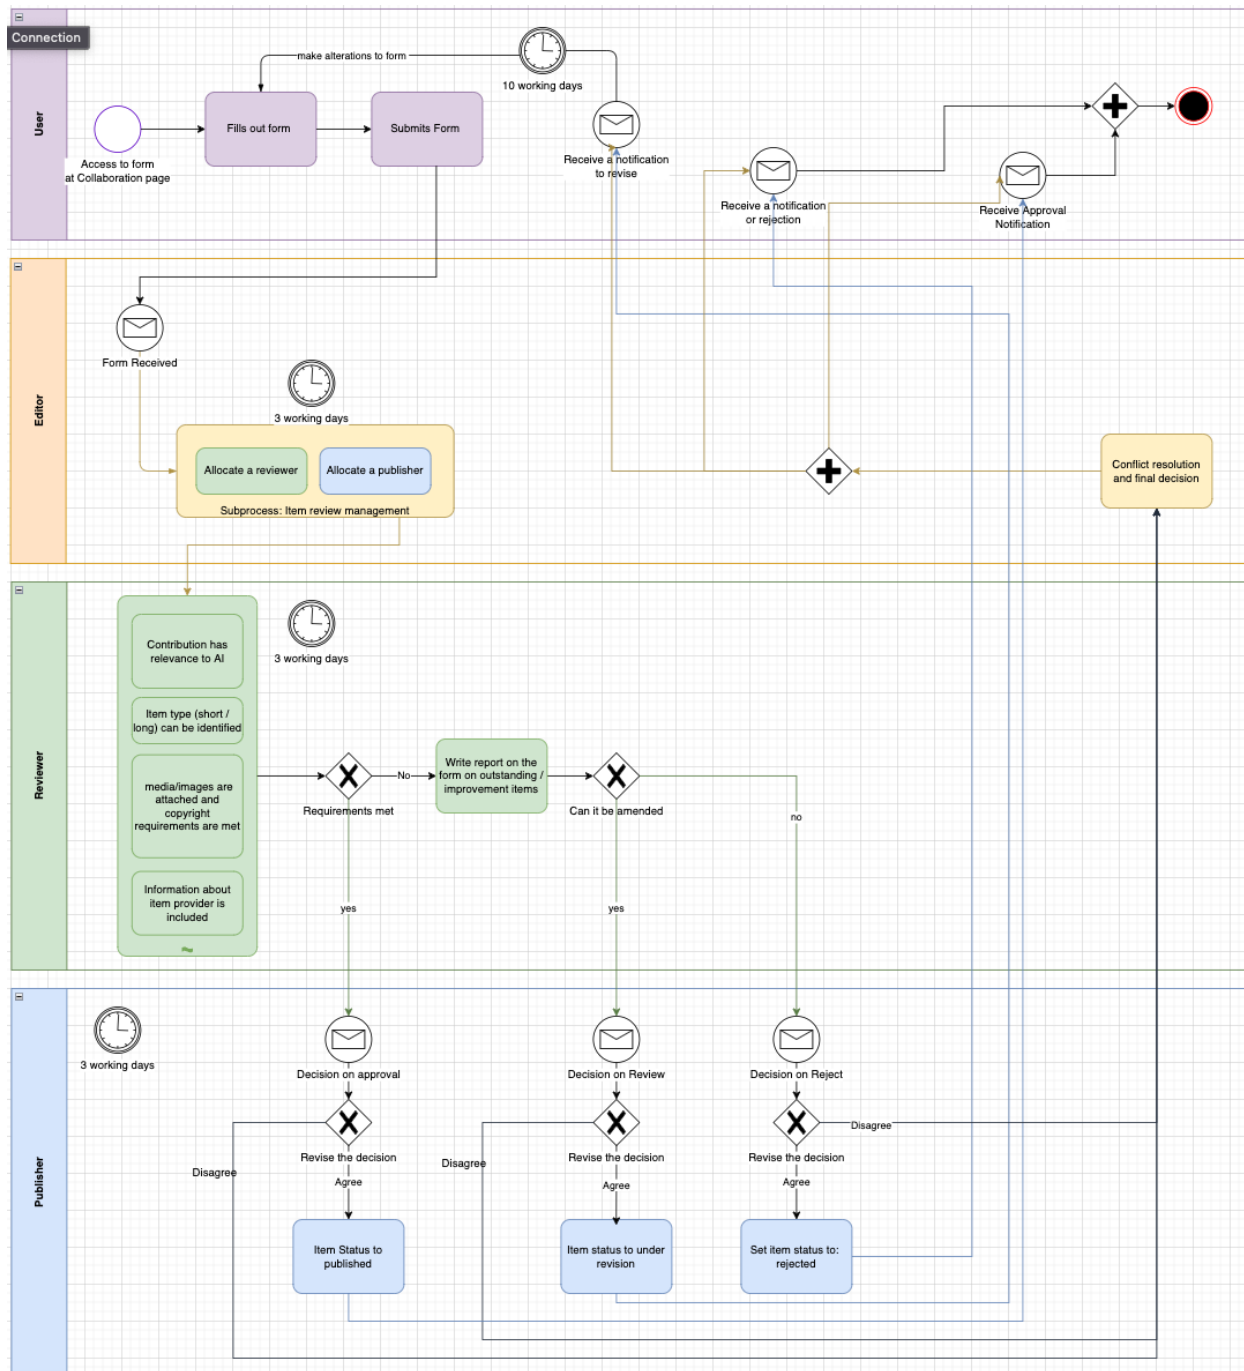 Connection
User
make alterations to form
10 working days
Fills out form
Submits Form
Access to form
at Collaboration page
Receive a notification
to revise
Receive a notification
or rejection
Receive Approval
Notification
Editor
Form Received
3 working days
Allocate a reviewer
Allocate a publisher
Subprocess: Item review management
Conflict resolution
and final decision
Reviewer
Contribution has
relevance to AI
Item type (short /
long) can be identified
media/images are
attached and
copyright
requirements are met
Information about
item provider is
included
3 working days
Requirements met
No
Write report on the
form on outstanding /
improvement items
Can it be amended
no
yes
yes
Publisher
3 working days
Decision on approval
Decision on Review
Decision on Reject
Revise the decision
Revise the decision
Revise the decision
Disagree
Disagree
Disagree
Agree
Agree
Agree
Item Status to
published
Item status to under
revision
Set item status to:
rejected